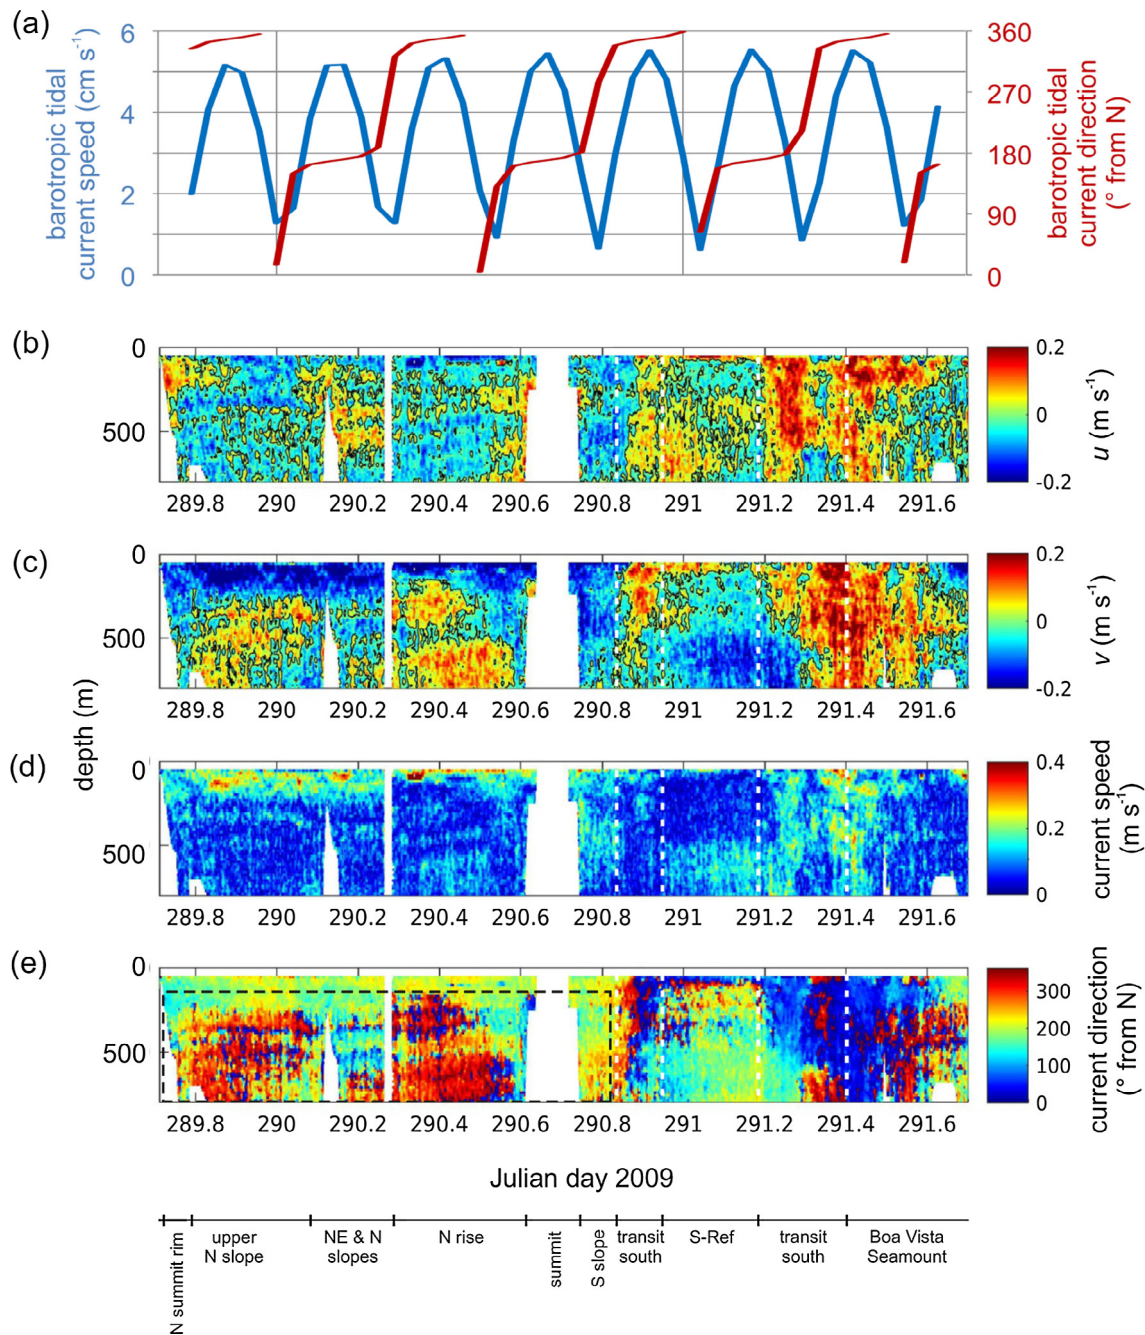 (a)
barotropic tidal
current speed (cm s⁻¹)
6
4
2
0
360
270
180
90
0
barotropic tidal
current direction
(° from N)
(b)
0
500
289.8 290 290.2 290.4 290.6 290.8 291 291.2 291.4 291.6
0.2
0
-0.2
u (m s⁻¹)
(c)
0
500
289.8 290 290.2 290.4 290.6 290.8 291 291.2 291.4 291.6
0.2
0
-0.2
v (m s⁻¹)
depth (m)
(d)
0
500
289.8 290 290.2 290.4 290.6 290.8 291 291.2 291.4 291.6
0.4
0.2
0
current speed
(m s⁻¹)
(e)
0
500
289.8 290 290.2 290.4 290.6 290.8 291 291.2 291.4 291.6
300
200
100
0
current direction
(° from N)
Julian day 2009
N summit rim
upper
N slope
NE & N
slopes
N rise
summit
S slope
transit
south
S-Ref
transit
south
Boa Vista
Seamount